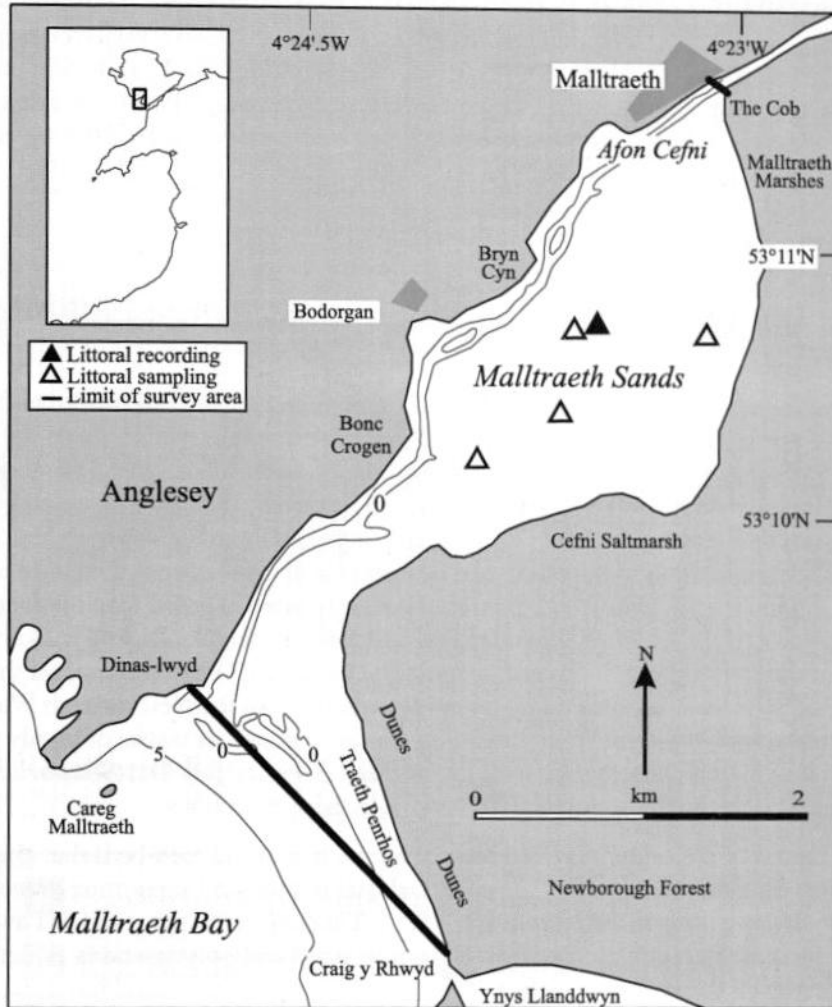 4°24'.5W
4°23'W
Malltraeth
The Cob
Afon Cefni
Malltraeth
Marshes
Bryn
Cyn
53°11'N
Bodorgan
Littoral recording
Littoral sampling
Limit of survey area
Malltraeth Sands
Bonc
Crogen
Anglesey
0
53°10'N
Cefni Saltmarsh
Dinas-lwyd
N
Dunes
5
0
0
Traeth Penrhos
Careg
Malltraeth
0
2
km
Dunes
Newborough Forest
Malltraeth Bay
Craig y Rhwyd
Ynys Llanddwyn